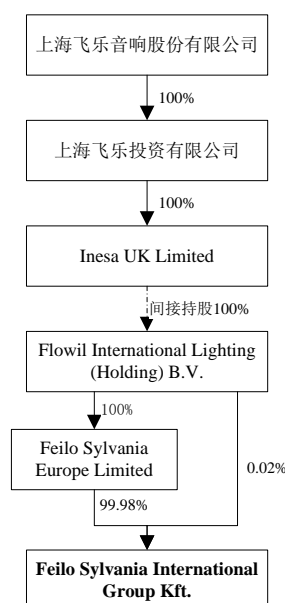 上海飞乐音响股份有限公司
100%
上海飞乐投资有限公司
100%
Inesa UK Limited
间接持股100%
Flowil International Lighting
(Holding) B.V.
100%
Feilo Sylvania
Europe Limited
0.02%
99.98%
Feilo Sylvania International
Group Kft.